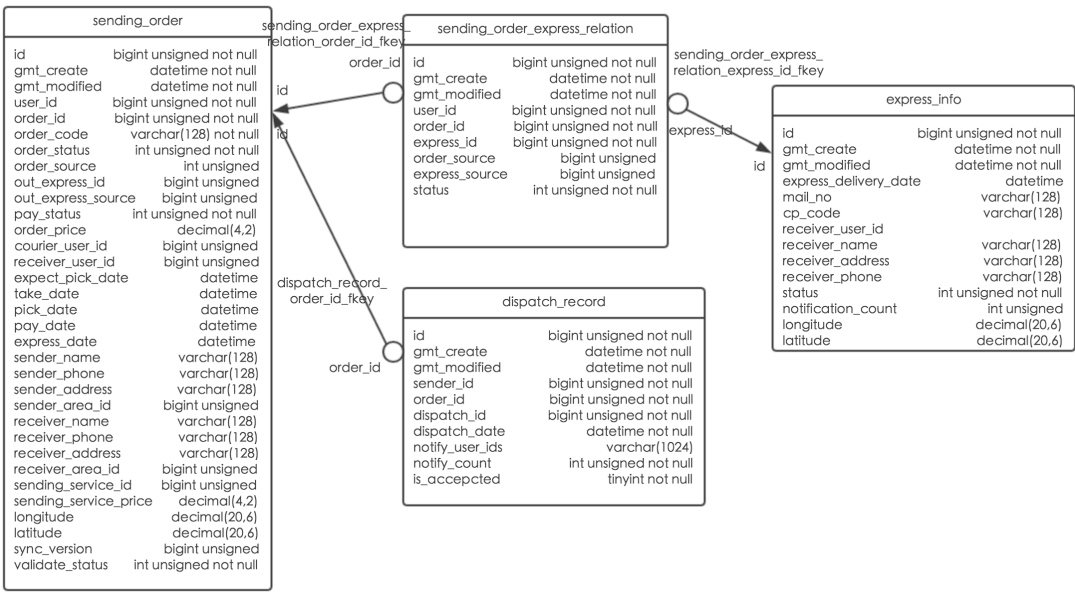 sending_order
id bigint unsigned not null
gmt_create datetime not null
gmt_modified datetime not null
user_id bigint unsigned not null
order_id bigint unsigned not null
order_code varchar(128) not null
order_status int unsigned not null
order_source int unsigned
out_express_id bigint unsigned
out_express_source bigint unsigned
pay_status int unsigned not null
order_price decimal(4,2)
courier_user_id bigint unsigned
receiver_user_id bigint unsigned
expect_pick_date datetime
take_date datetime
pick_date datetime
pay_date datetime
express_date datetime
sender_name varchar(128)
sender_phone varchar(128)
sender_address varchar(128)
sender_area_id bigint unsigned
receiver_name varchar(128)
receiver_phone varchar(128)
receiver_address varchar(128)
receiver_area_id bigint unsigned
sending_service_id bigint unsigned
sending_service_price decimal(4,2)
longitude decimal(20,6)
latitude decimal(20,6)
sync_version bigint unsigned
validate_status int unsigned not null
sending_order_express_
relation_order_id_fkey
order_id
id
id
dispatch_record_
order_id_fkey
order_id
sending_order_express_relation
id bigint unsigned not null
gmt_create datetime not null
gmt_modified datetime not null
user_id bigint unsigned not null
order_id bigint unsigned not null
express_id bigint unsigned not null
order_source bigint unsigned
express_source bigint unsigned
status int unsigned not null
dispatch_record
id bigint unsigned not null
gmt_create datetime not null
gmt_modified datetime not null
sender_id bigint unsigned not null
order_id bigint unsigned not null
dispatch_id bigint unsigned not null
dispatch_date datetime not null
notify_user_ids varchar(1024)
notify_count int unsigned not null
is_accepcted tinyint not null
sending_order_express_
relation_express_id_fkey
express_id
id
express_info
id bigint unsigned not null
gmt_create datetime not null
gmt_modified datetime not null
express_delivery_date datetime
mail_no varchar(128)
cp_code varchar(128)
receiver_user_id
receiver_name varchar(128)
receiver_address varchar(128)
receiver_phone varchar(128)
status int unsigned not null
notification_count int unsigned
longitude decimal(20,6)
latitude decimal(20,6)